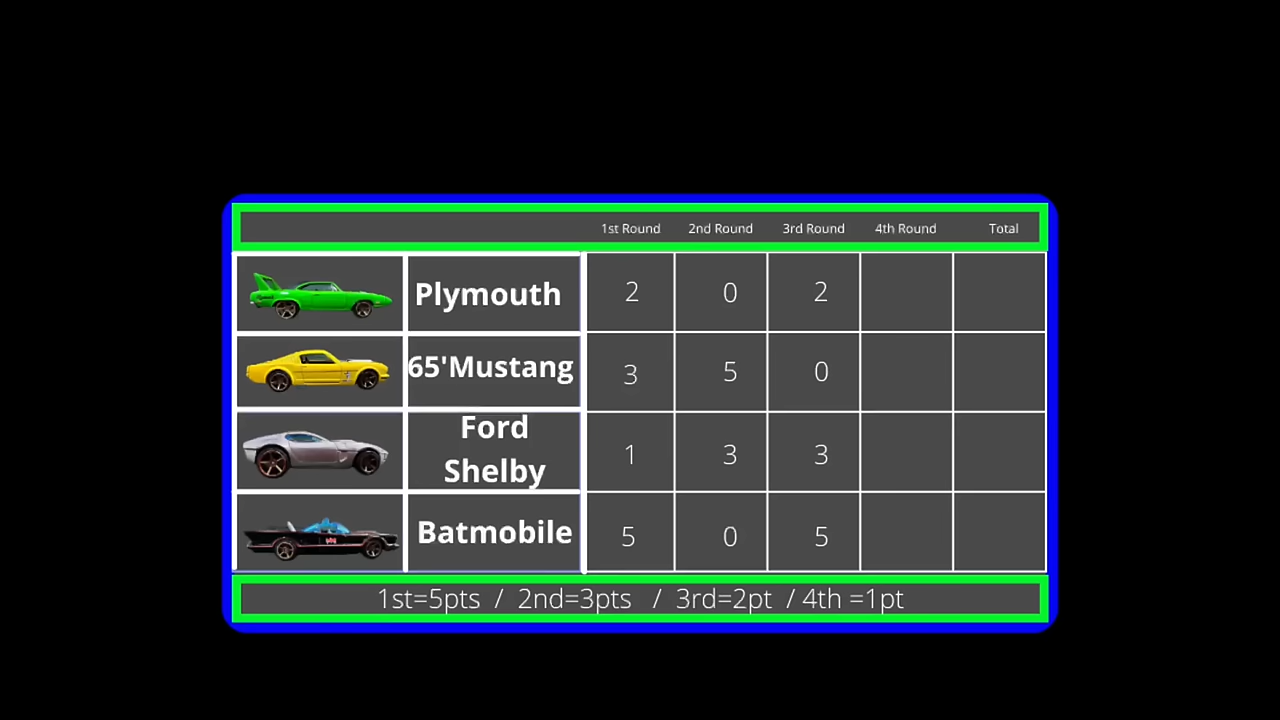 1st Round 2nd Round 3rd Round 4th Round Total
Plymouth 2 0 2
65'Mustang 3 5 0
Ford
Shelby 1 3 3
Batmobile 5 0 5
1st=5pts / 2nd=3pts / 3rd=2pt / 4th =1pt